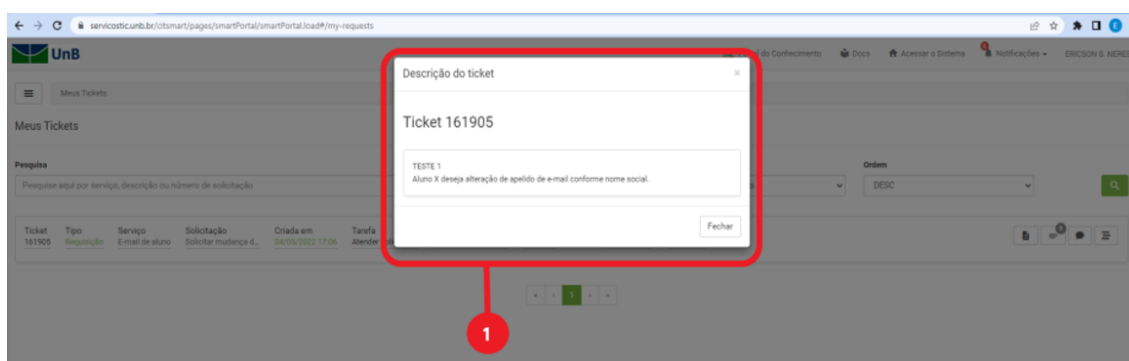 servicostic.unb.br/citsmart/pages/smartPortal/smartPortal.load#/my-requests
E
UnB
do Conhecimento
Docs
Acessar o Sistema
Notificações
ERICSON S. NERES
Descrição do ticket
×
Meus Tickets
Ticket 161905
Meus Tickets
TESTE 1
Aluno X deseja alteração de apelido de e-mail conforme nome social.
Pesquisa
Ordem
Pesquise aqui por serviço, descrição ou número de solicitação
DESC
Fechar
Ticket Tipo Serviço Solicitação Criada em Tarefa
161905 Requisição E-mail de aluno Solicitar mudança d... 04/05/2022 17:06 Atender
0
« ‹ 1 › »
1